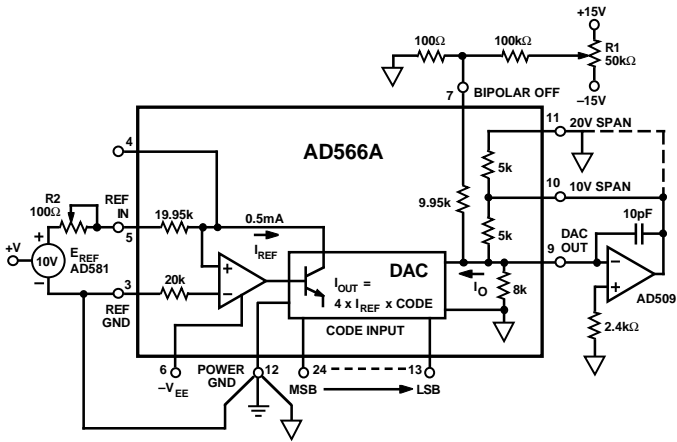 +15V
100Ω
100kΩ
R1
50kΩ
–15V
7
BIPOLAR OFF
11
20V SPAN
4
AD566A
5k
10
10V SPAN
R2
100Ω
REF
IN
19.95k
0.5mA
9.95k
5k
10pF
5
I REF
9
DAC
OUT
+V
+
10V
–
E REF
AD581
+
–
DAC
I OUT =
4 x I REF x CODE
I O
8k
–
+
AD509
3
20k
REF
GND
CODE INPUT
2.4kΩ
6
–V EE
POWER
GND
12
24
13
MSB
LSB